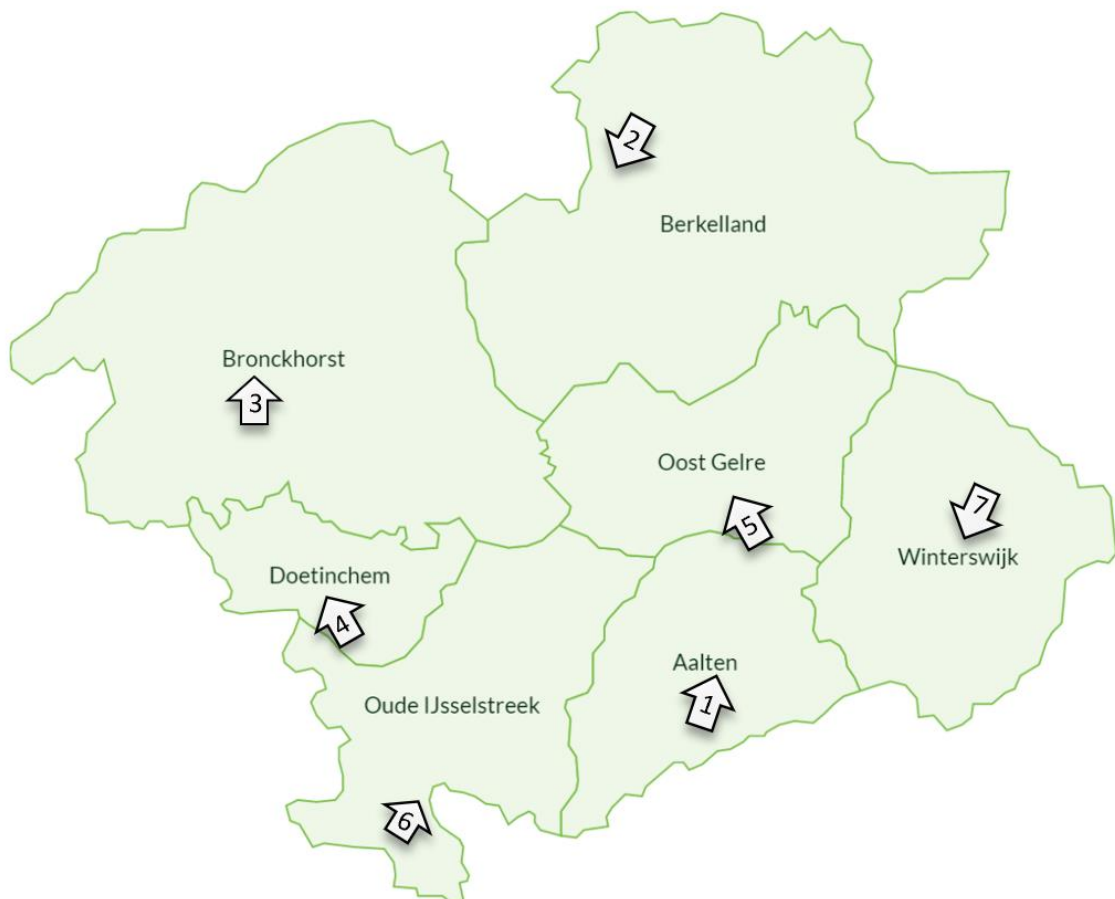 2
Berkelland
Bronckhorst
3
Oost Gelre
7
5
Winterswijk
Doetinchem
4
Aalten
Oude IJsselstreek
1
6